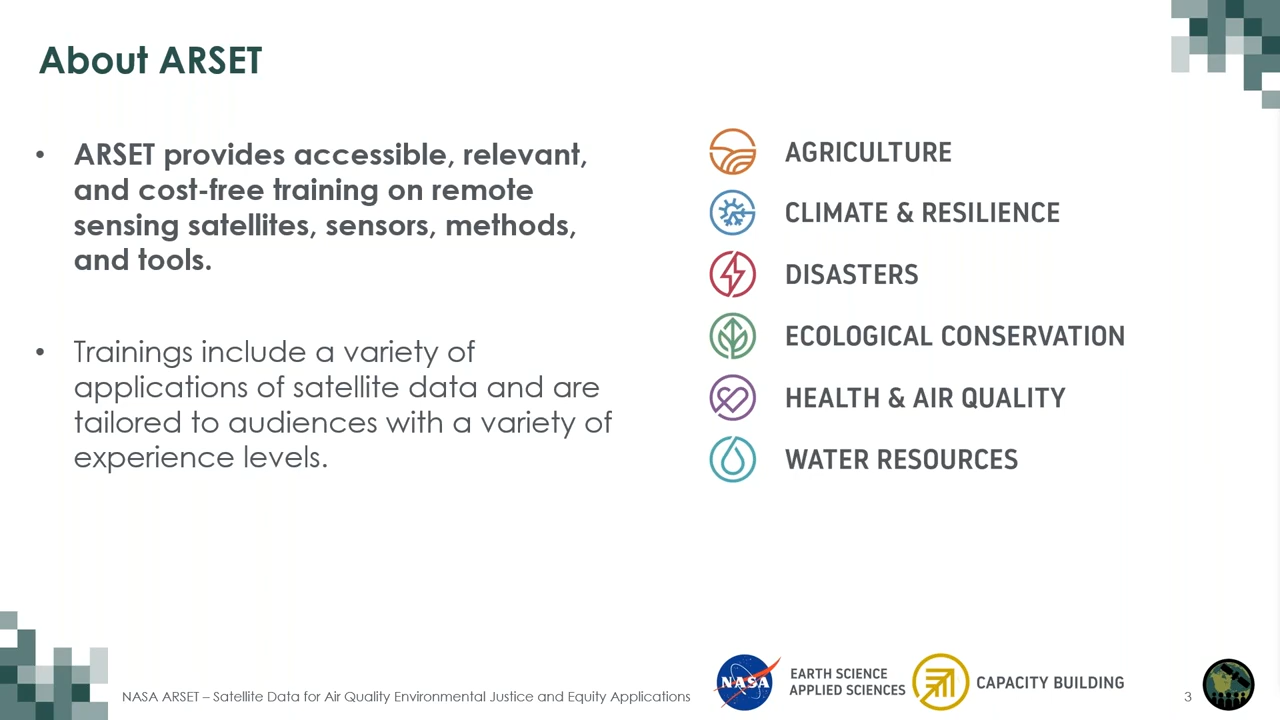 About ARSET
• ARSET provides accessible, relevant,
and cost-free training on remote
sensing satellites, sensors, methods,
and tools.
• Trainings include a variety of
applications of satellite data and are
tailored to audiences with a variety of
experience levels.
AGRICULTURE
CLIMATE & RESILIENCE
DISASTERS
ECOLOGICAL CONSERVATION
HEALTH & AIR QUALITY
WATER RESOURCES
NASA ARSET – Satellite Data for Air Quality Environmental Justice and Equity Applications
NASA
EARTH SCIENCE
APPLIED SCIENCES
CAPACITY BUILDING
3